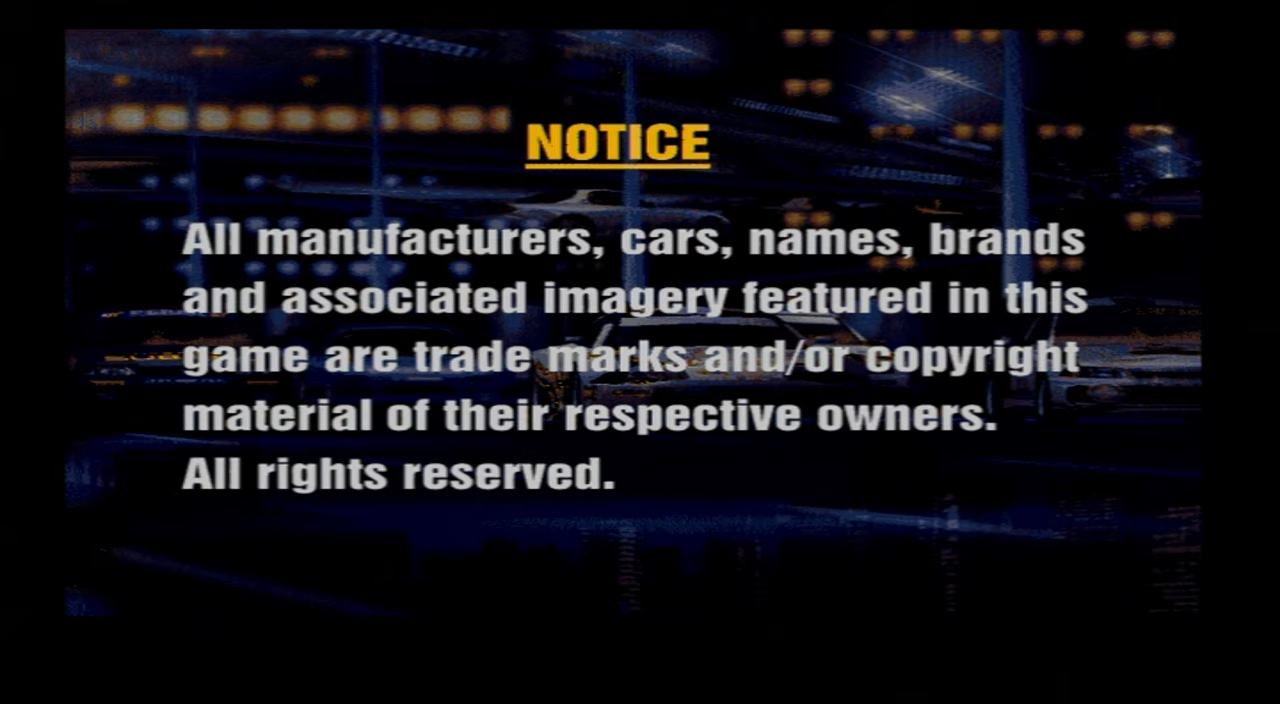 NOTICE
All manufacturers, cars, names, brands
and associated imagery featured in this
game are trade marks and/or copyright
material of their respective owners.
All rights reserved.